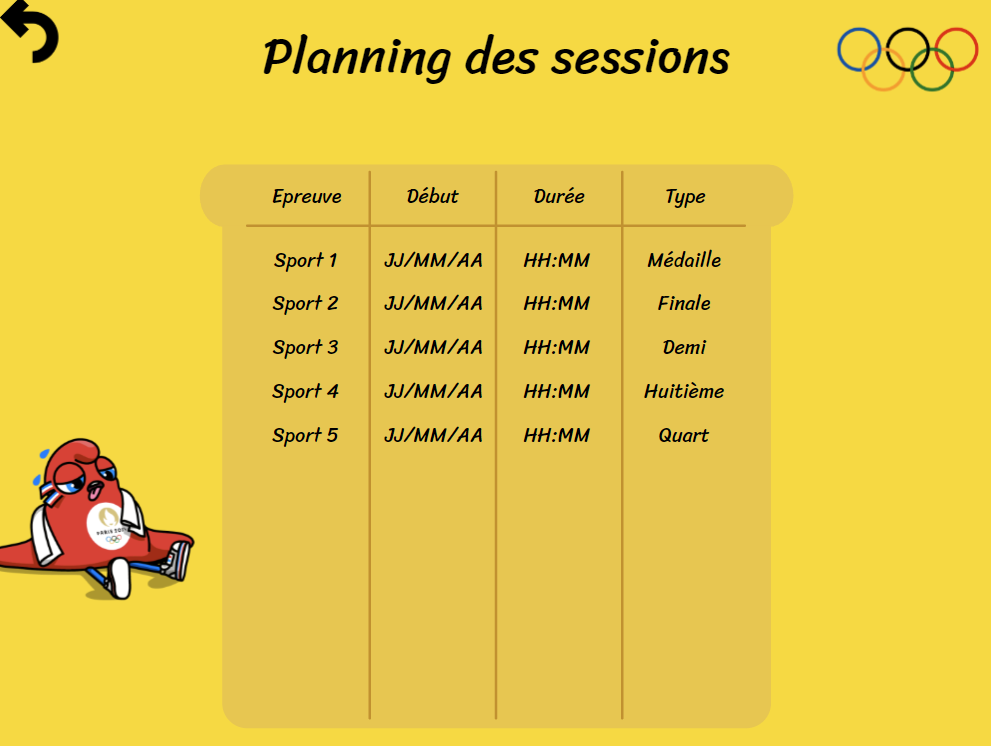 Planning des sessions
Epreuve Début Durée Type
Sport 1 JJ/MM/AA HH:MM Médaille
Sport 2 JJ/MM/AA HH:MM Finale
Sport 3 JJ/MM/AA HH:MM Demi
Sport 4 JJ/MM/AA HH:MM Huitième
Sport 5 JJ/MM/AA HH:MM Quart
PARIS